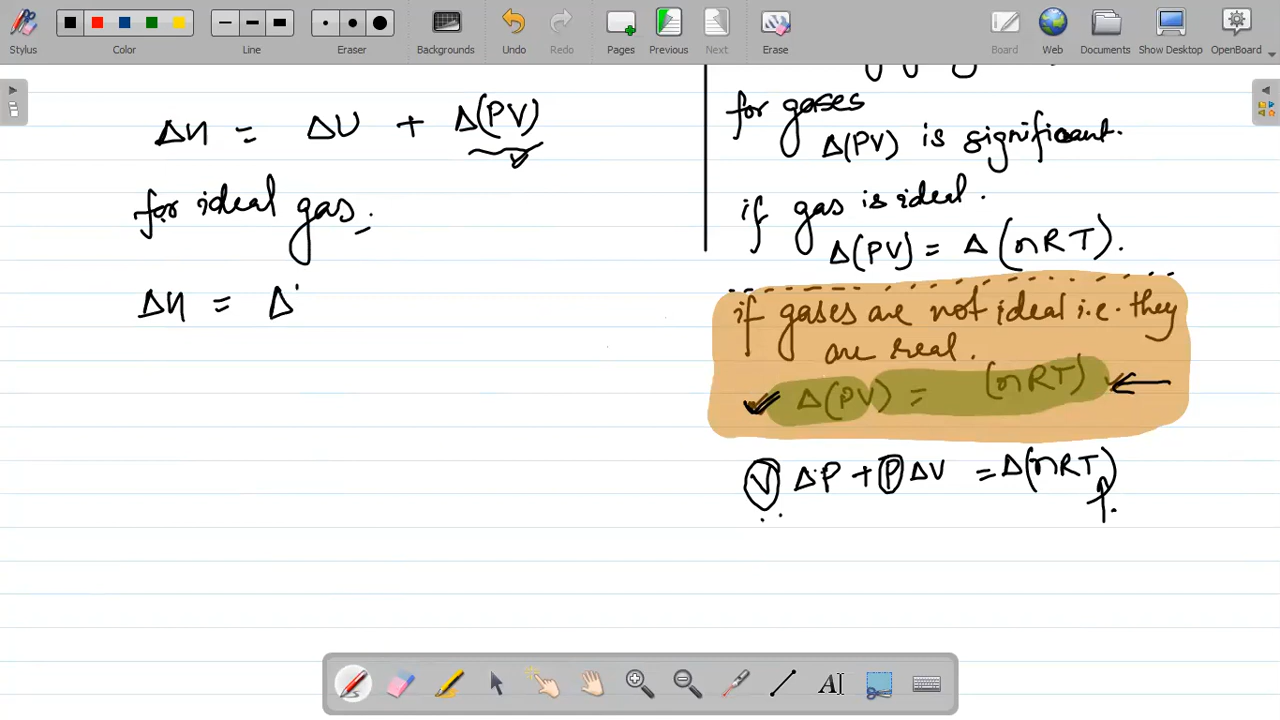 Stylus
Color
Line
Eraser
Backgrounds
Undo
Redo
Pages
Previous
Next
Erase
Board
Web
Documents
Show Desktop
OpenBoard
ΔH = ΔU + Δ(PV)
for ideal gas.
ΔH = Δ
for gases
Δ(PV) is significant.
if gas is ideal.
Δ(PV) = Δ(nRT).
if gases are not ideal i.e. they
are real.
Δ(PV) = (nRT)
V ΔP + P ΔV = Δ(nRT)